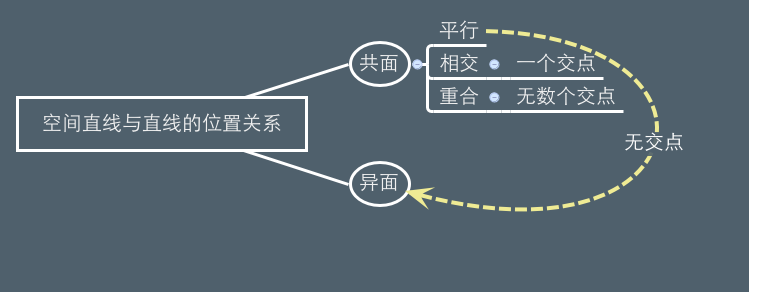 平行
共面
相交
一个交点
重合
无数个交点
空间直线与直线的位置关系
无交点
异面